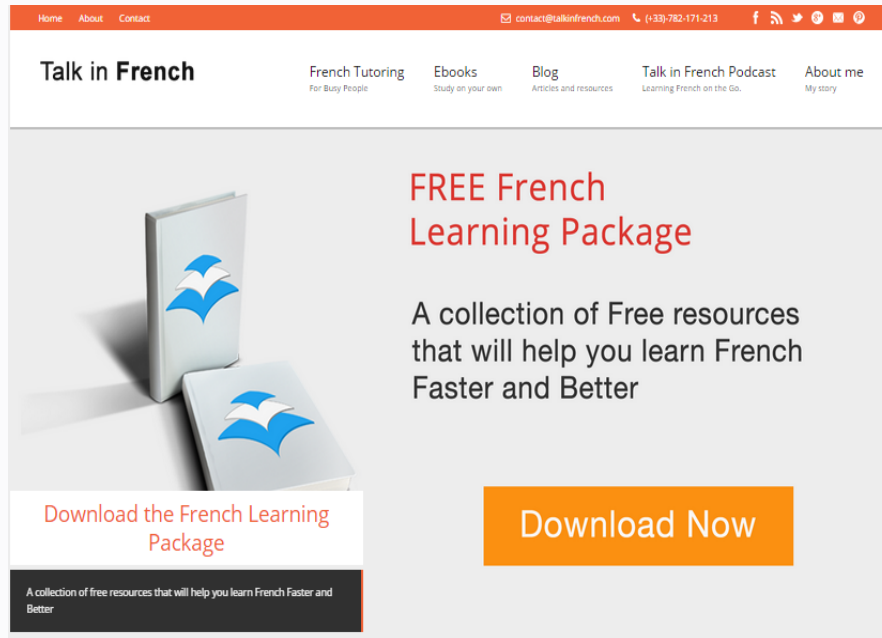 Home About Contact
contact@talkinfrench.com (+33)-782-171-213
Talk in French
French Tutoring
For Busy People
Ebooks
Study on your own
Blog
Articles and resources
Talk in French Podcast
Learning French on the Go.
About me
My story
FREE French
Learning Package
A collection of Free resources
that will help you learn French
Faster and Better
Download Now
Download the French Learning
Package
A collection of free resources that will help you learn French Faster and
Better